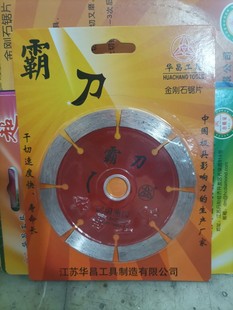 霸刀
华昌工具
HUACHANG TOOLS
金刚石锯片
干切速度快·寿命长
中国极具影响力的生产厂家
霸刀
江苏华昌工具制造有限公司